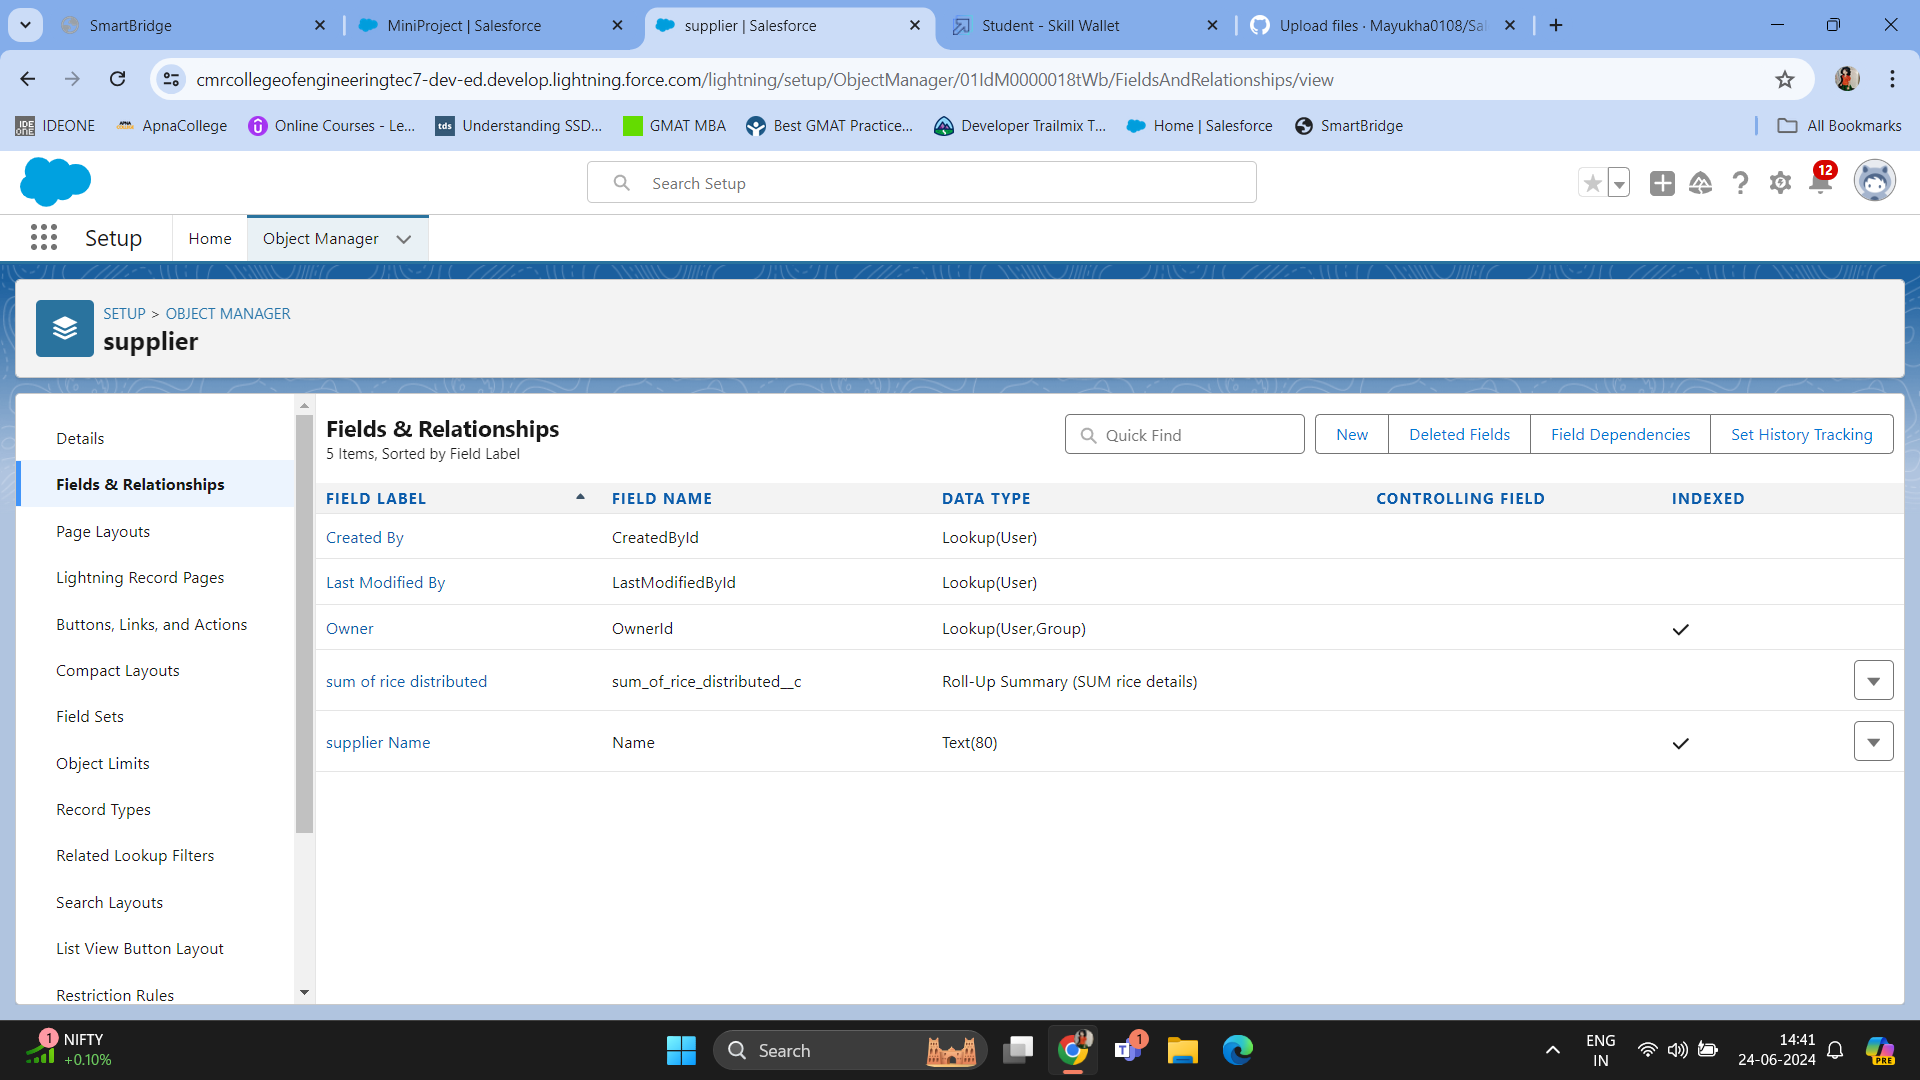 SmartBridge
MiniProject | Salesforce
supplier | Salesforce
Student - Skill Wallet
Upload files · Mayukha0108/Sal
cmrcollegeofengineeringtec7-dev-ed.develop.lightning.force.com/lightning/setup/ObjectManager/01IdM0000018tWb/FieldsAndRelationships/view
IDEONE
ApnaCollege
Online Courses - Le...
tds
Understanding SSD...
GMAT MBA
Best GMAT Practice...
Developer Trailmix T...
Home | Salesforce
SmartBridge
All Bookmarks
Search Setup
12
Setup
Home
Object Manager
SETUP > OBJECT MANAGER
supplier
Details
Fields & Relationships
Page Layouts
Lightning Record Pages
Buttons, Links, and Actions
Compact Layouts
Field Sets
Object Limits
Record Types
Related Lookup Filters
Search Layouts
List View Button Layout
Restriction Rules
Fields & Relationships
5 Items, Sorted by Field Label
Quick Find
New
Deleted Fields
Field Dependencies
Set History Tracking
FIELD LABEL FIELD NAME DATA TYPE CONTROLLING FIELD INDEXED
Created By CreatedById Lookup(User)
Last Modified By LastModifiedById Lookup(User)
Owner OwnerId Lookup(User,Group)
sum of rice distributed sum_of_rice_distributed__c Roll-Up Summary (SUM rice details)
supplier Name Name Text(80)
1
NIFTY
+0.10%
Search
1
ENG
IN
14:41
24-06-2024
PRE